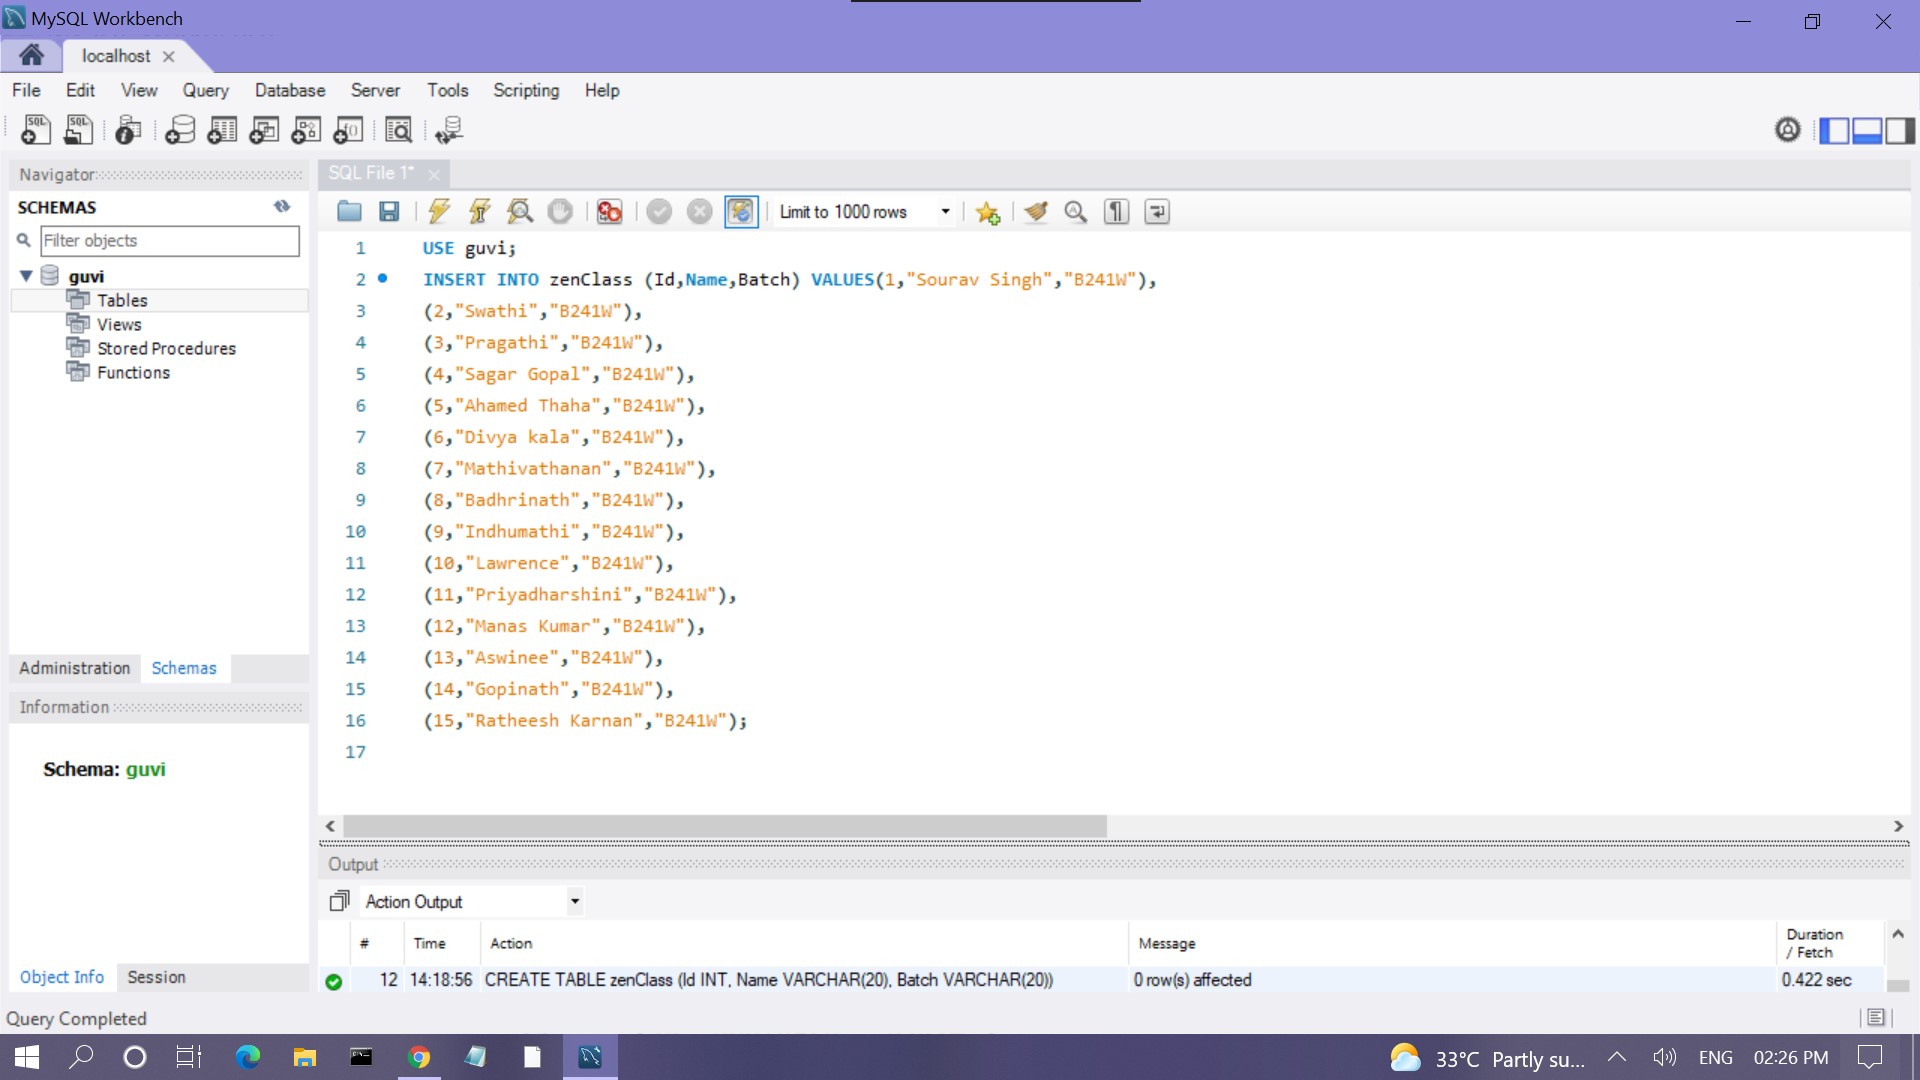 MySQL Workbench
localhost
File Edit View Query Database Server Tools Scripting Help
Navigator
SCHEMAS
Filter objects
guvi
Tables
Views
Stored Procedures
Functions
Administration Schemas
Information
Schema: guvi
Object Info Session
SQL File 1*
Limit to 1000 rows
1 USE guvi;
2 INSERT INTO zenClass (Id,Name,Batch) VALUES(1,"Sourav Singh","B241W"),
3 (2,"Swathi","B241W"),
4 (3,"Pragathi","B241W"),
5 (4,"Sagar Gopal","B241W"),
6 (5,"Ahamed Thaha","B241W"),
7 (6,"Divya kala","B241W"),
8 (7,"Mathivathanan","B241W"),
9 (8,"Badhrinath","B241W"),
10 (9,"Indhumathi","B241W"),
11 (10,"Lawrence","B241W"),
12 (11,"Priyadharshini","B241W"),
13 (12,"Manas Kumar","B241W"),
14 (13,"Aswinee","B241W"),
15 (14,"Gopinath","B241W"),
16 (15,"Ratheesh Karnan","B241W");
17
Output
Action Output
# Time Action Message Duration / Fetch
12 14:18:56 CREATE TABLE zenClass (Id INT, Name VARCHAR(20), Batch VARCHAR(20)) 0 row(s) affected 0.422 sec
Query Completed
33°C Partly su... ENG 02:26 PM